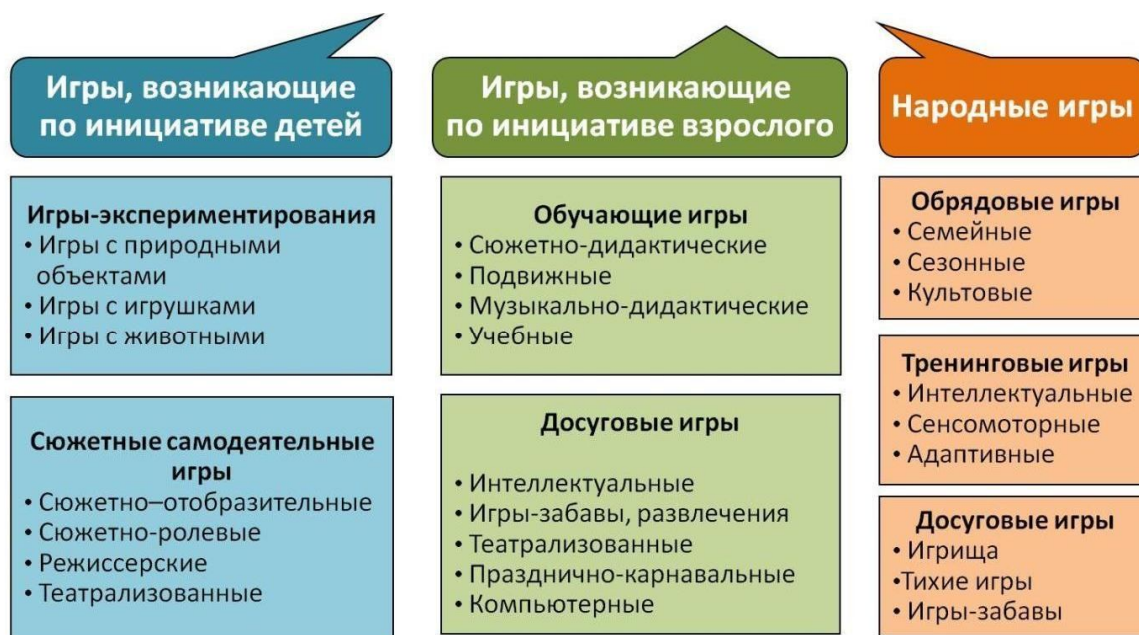 Игры, возникающие
по инициативе детей
Игры-экспериментирования
• Игры с природными
объектами
• Игры с игрушками
• Игры с животными
Сюжетные самодеятельные
игры
• Сюжетно–отобразительные
• Сюжетно-ролевые
• Режиссерские
• Театрализованные
Игры, возникающие
по инициативе взрослого
Обучающие игры
• Сюжетно-дидактические
• Подвижные
• Музыкально-дидактические
• Учебные
Досуговые игры
• Интеллектуальные
• Игры-забавы, развлечения
• Театрализованные
• Празднично-карнавальные
• Компьютерные
Народные игры
Обрядовые игры
• Семейные
• Сезонные
• Культовые
Тренинговые игры
• Интеллектуальные
• Сенсомоторные
• Адаптивные
Досуговые игры
• Игрища
•Тихие игры
• Игры-забавы